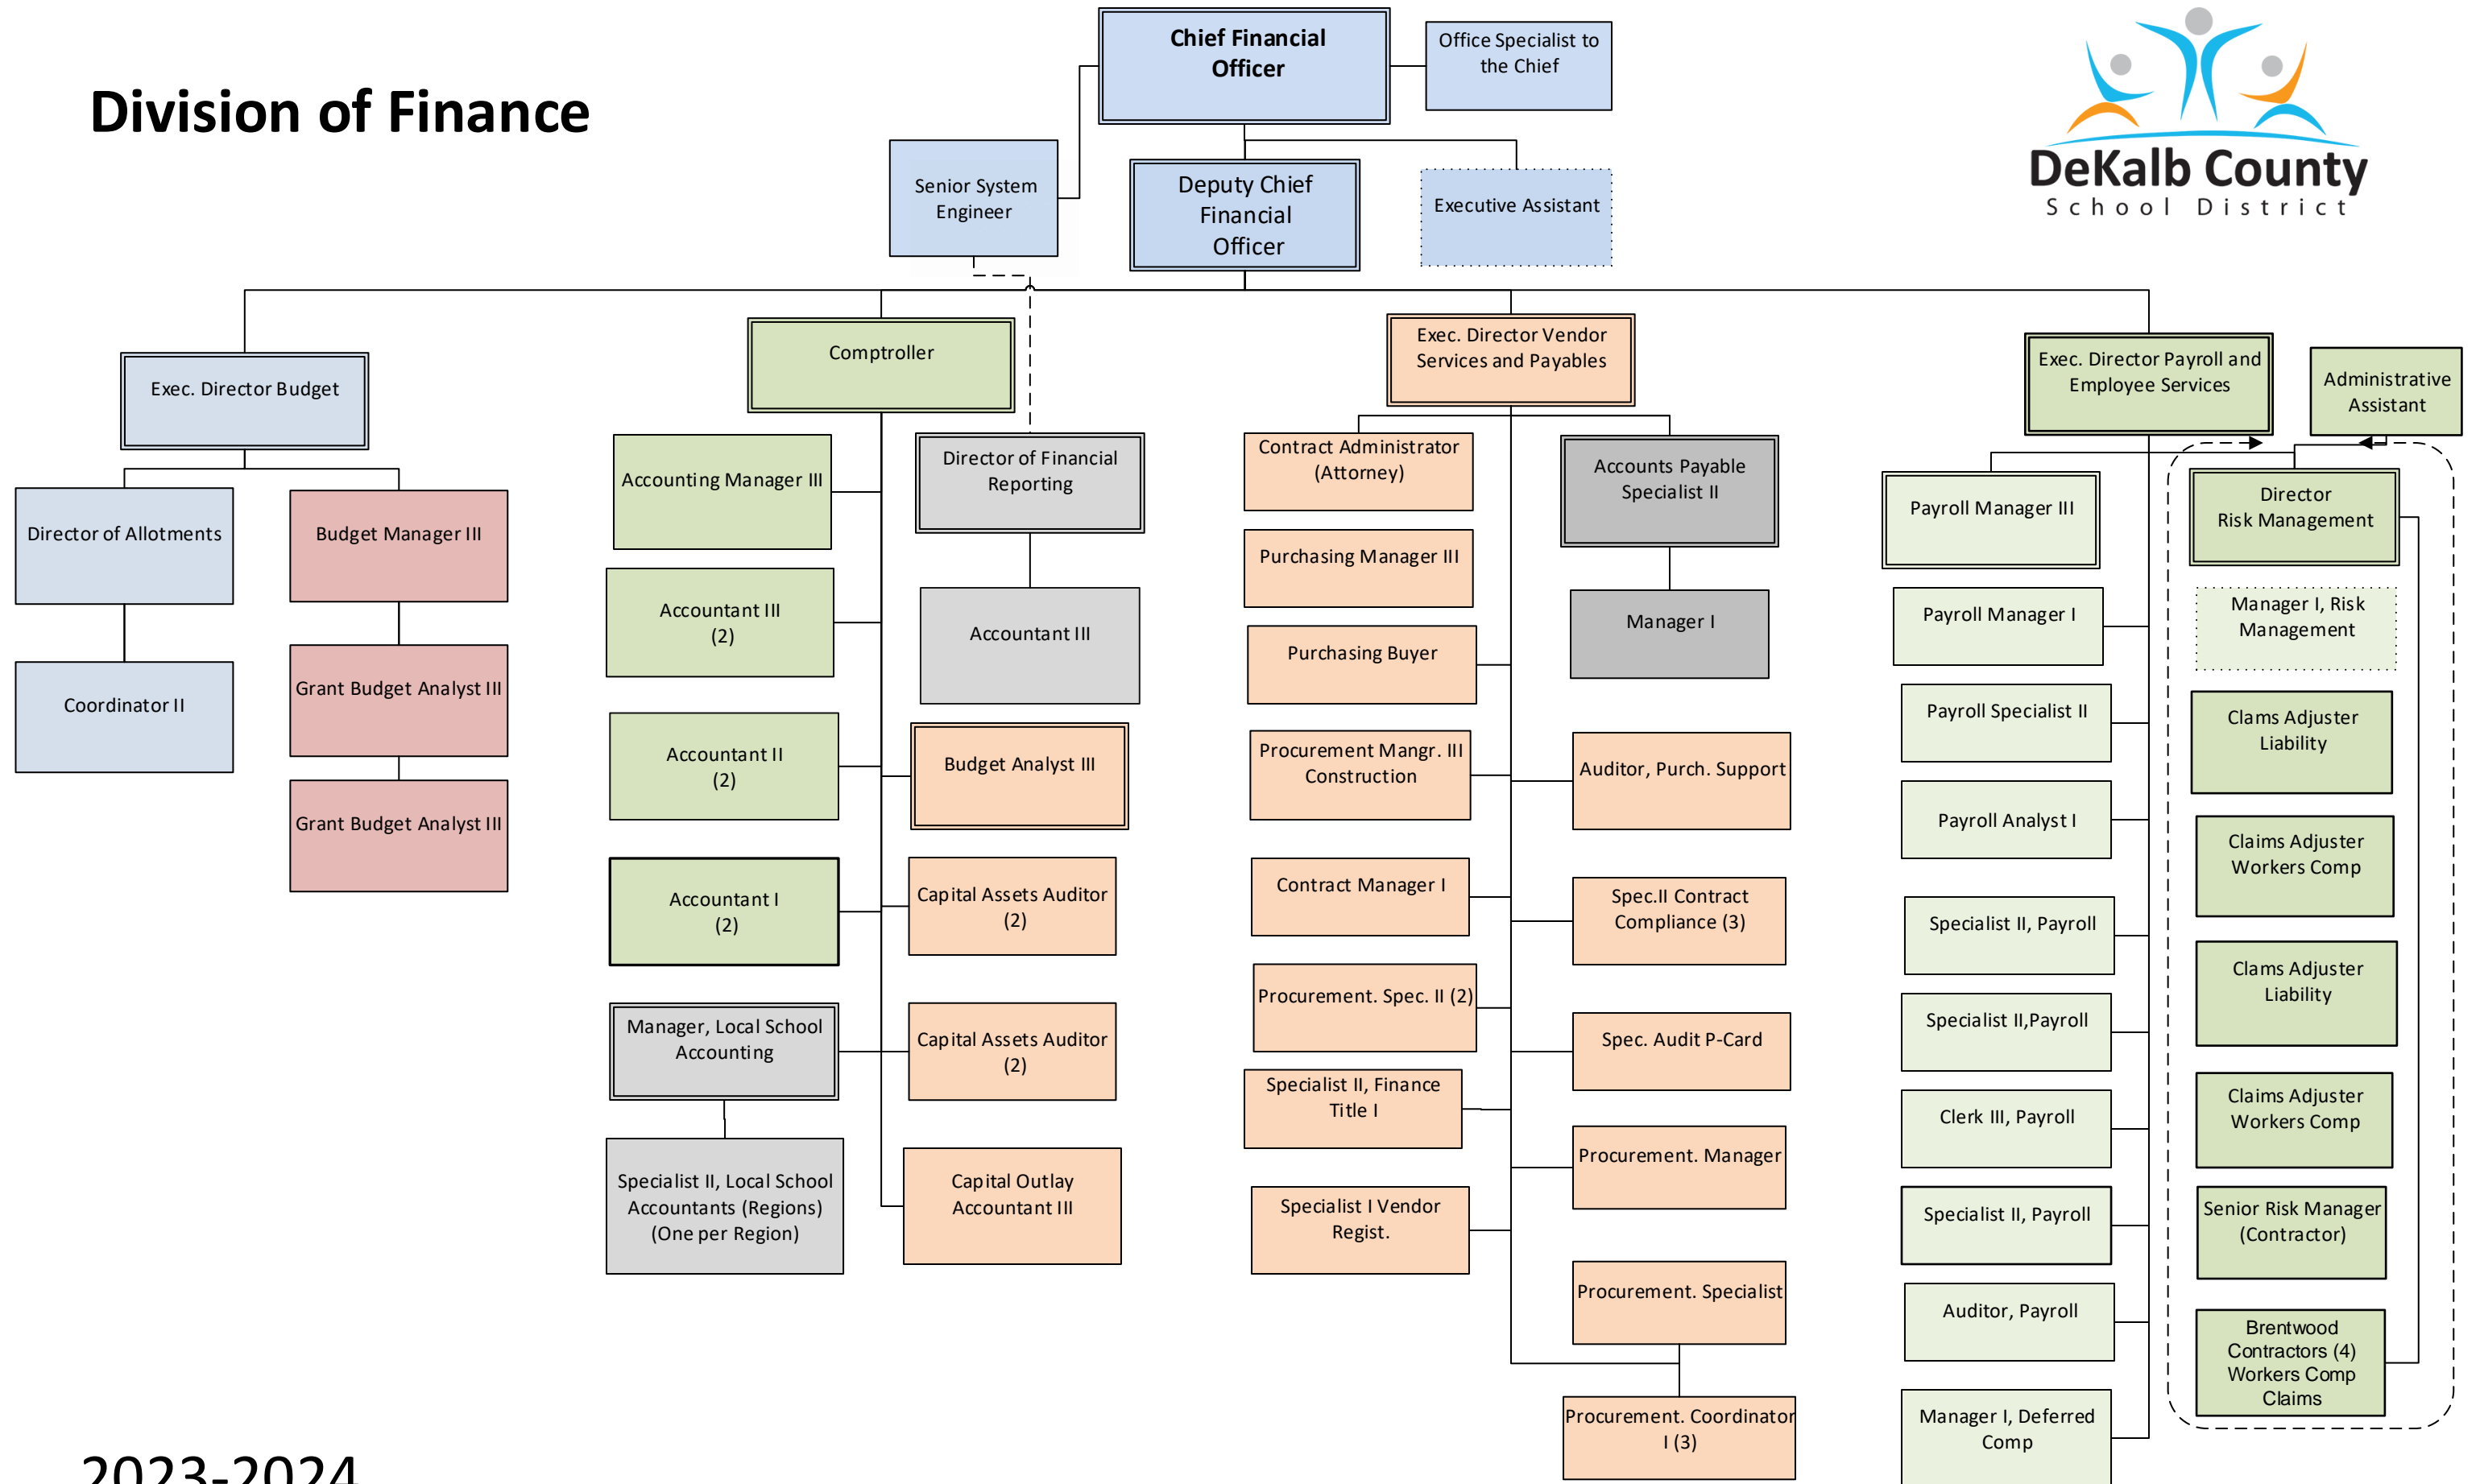 Division of Finance
Chief Financial
Officer
Office Specialist to
the Chief
DeKalb County
School District
Senior System
Engineer
Deputy Chief
Financial
Officer
Executive Assistant
Exec. Director Budget
Director of Allotments
Coordinator II
Budget Manager III
Grant Budget Analyst III
Grant Budget Analyst III
Comptroller
Accounting Manager III
Accountant III
(2)
Accountant II
(2)
Accountant I
(2)
Manager, Local School
Accounting
Specialist II, Local School
Accountants (Regions)
(One per Region)
Director of Financial
Reporting
Accountant III
Budget Analyst III
Capital Assets Auditor
(2)
Capital Assets Auditor
(2)
Capital Outlay
Accountant III
Exec. Director Vendor
Services and Payables
Contract Administrator
(Attorney)
Purchasing Manager III
Purchasing Buyer
Procurement Mangr. III
Construction
Contract Manager I
Procurement. Spec. II (2)
Specialist II, Finance
Title I
Specialist I Vendor
Regist.
Accounts Payable
Specialist II
Manager I
Auditor, Purch. Support
Spec.II Contract
Compliance (3)
Spec. Audit P-Card
Procurement. Manager
Procurement. Specialist
Procurement. Coordinator
I (3)
Exec. Director Payroll and
Employee Services
Administrative
Assistant
Payroll Manager III
Payroll Manager I
Payroll Specialist II
Payroll Analyst I
Specialist II, Payroll
Specialist II,Payroll
Clerk III, Payroll
Specialist II, Payroll
Auditor, Payroll
Manager I, Deferred
Comp
Director
Risk Management
Manager I, Risk
Management
Clams Adjuster
Liability
Claims Adjuster
Workers Comp
Clams Adjuster
Liability
Claims Adjuster
Workers Comp
Senior Risk Manager
(Contractor)
Brentwood
Contractors (4)
Workers Comp
Claims
2023-2024